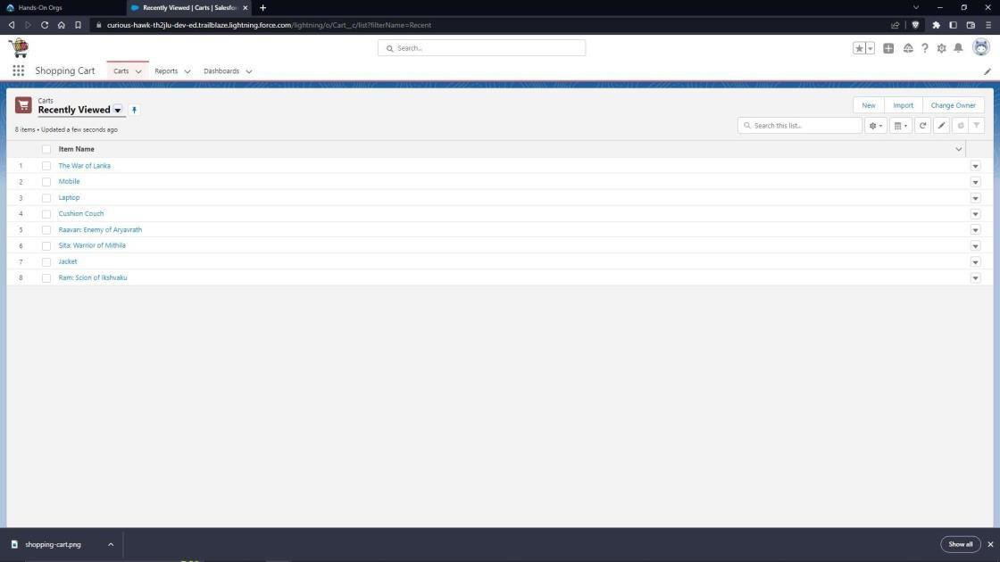 Hands-On Orgs
Recently Viewed | Carts | Salesfor
curious-hawk-th2jlu-dev-ed.trailblaze.lightning.force.com/lightning/o/Cart__c/list?filterName=Recent
Search...
Shopping Cart
Carts
Reports
Dashboards
Carts
Recently Viewed
New
Import
Change Owner
8 items • Updated a few seconds ago
Search this list...
Item Name
1 The War of Lanka
2 Mobile
3 Laptop
4 Cushion Couch
5 Raavan: Enemy of Aryavrath
6 Sita: Warrior of Mithila
7 Jacket
8 Ram: Scion of Ikshvaku
shopping-cart.png
Show all